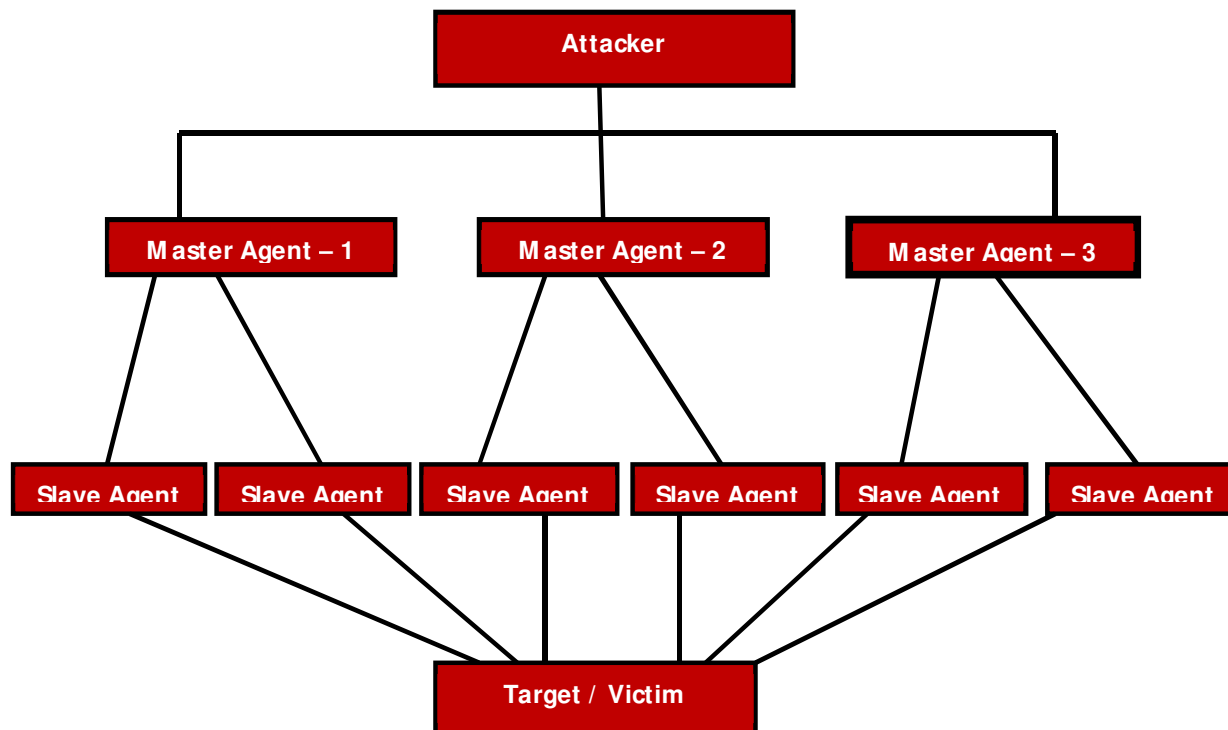 Attacker
Master Agent – 1
Master Agent – 2
Master Agent – 3
Slave Agent
Slave Agent
Slave Agent
Slave Agent
Slave Agent
Slave Agent
Target / Victim